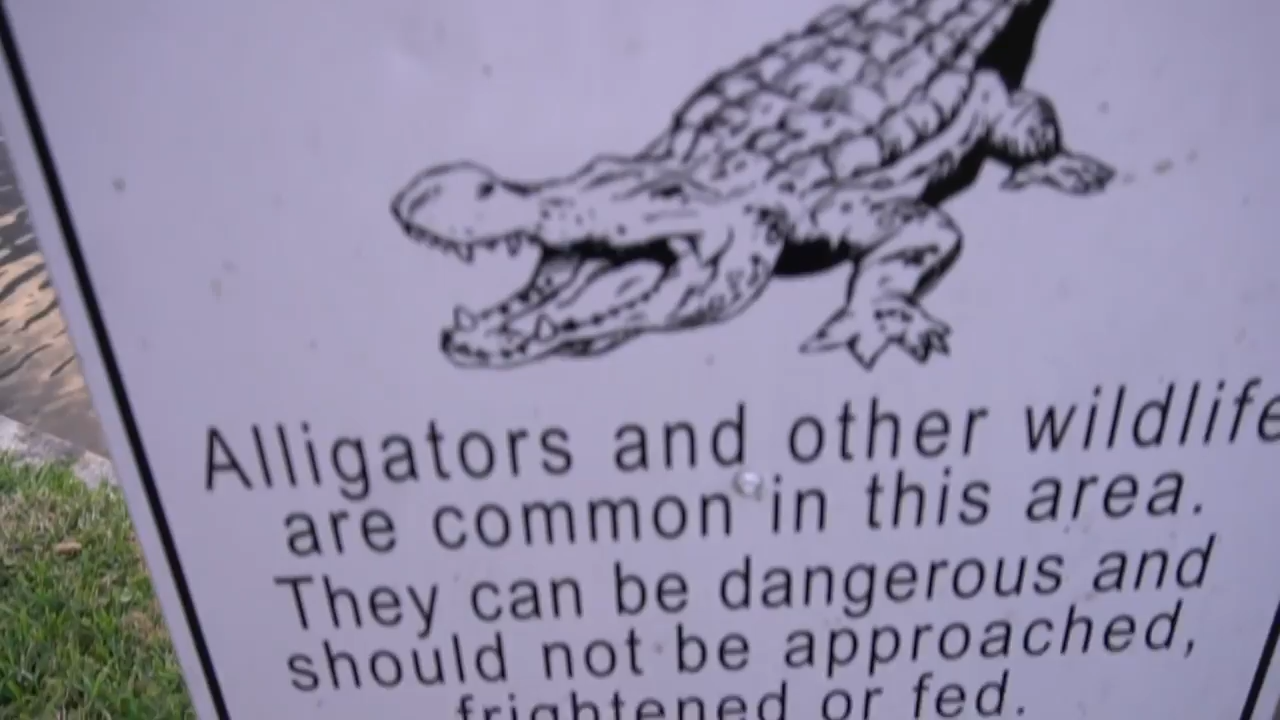 Alligators and other wildlife
are common in this area.
They can be dangerous and
should not be approached,
frightened or fed.